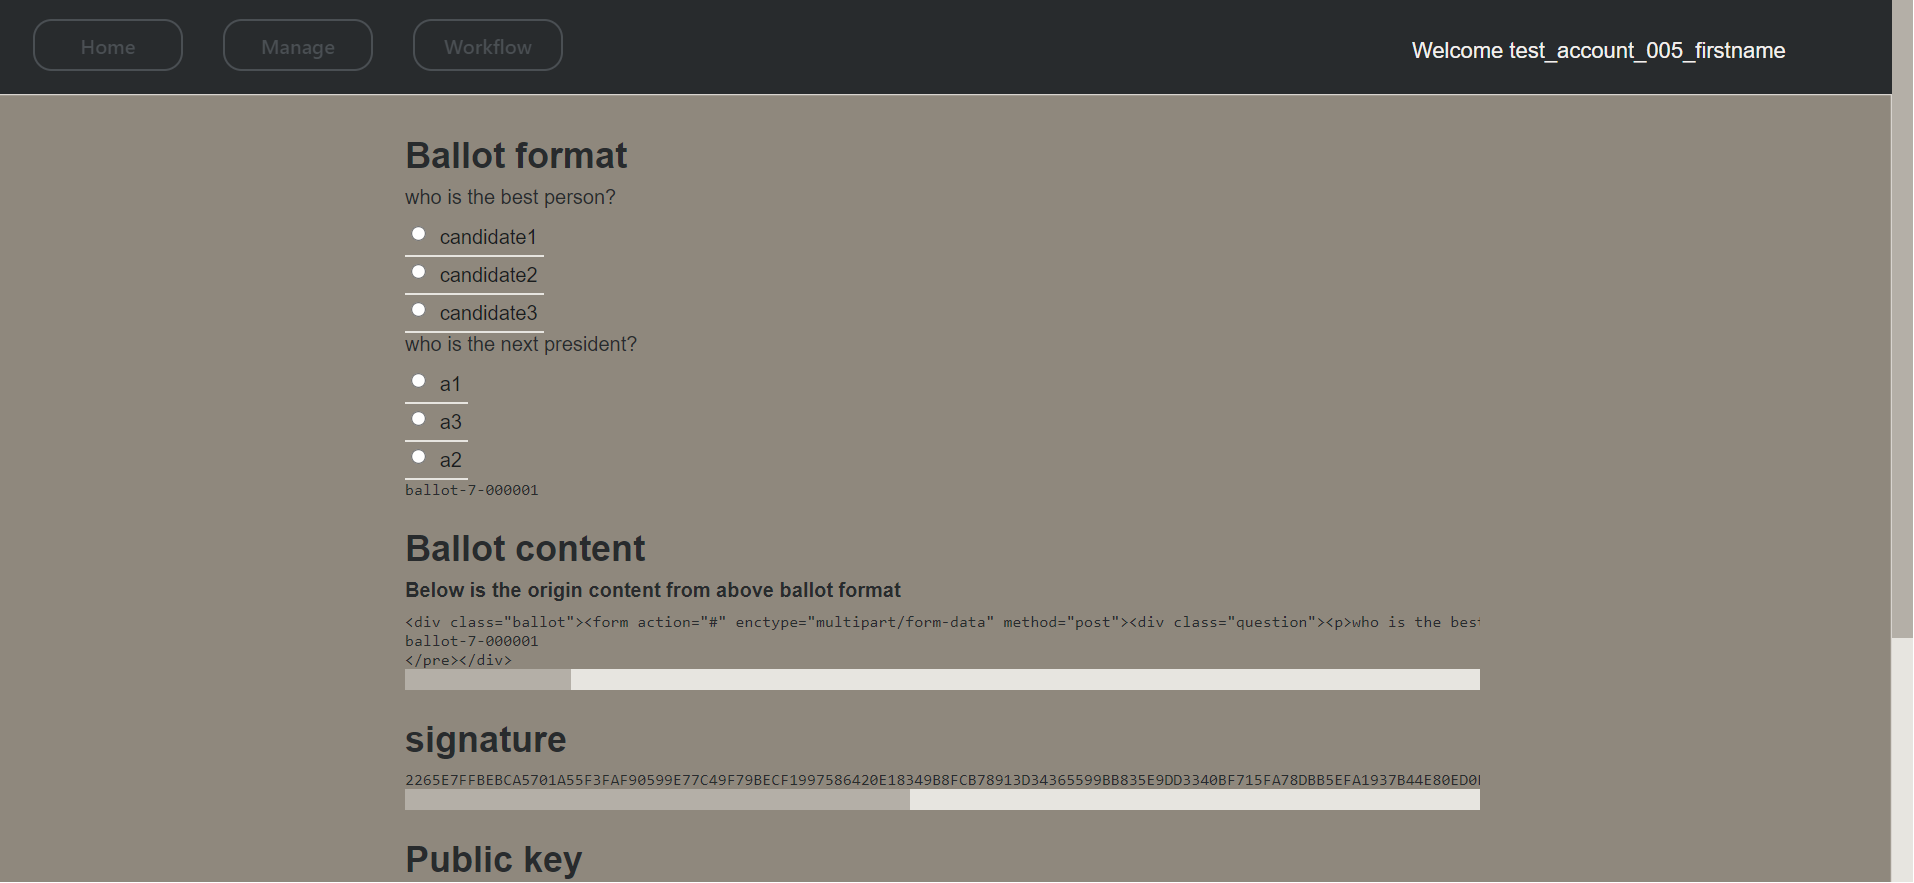 Home
Manage
Workflow
Welcome test_account_005_firstname
Ballot format
who is the best person?
candidate1
candidate2
candidate3
who is the next president?
a1
a3
a2
ballot-7-000001
Ballot content
Below is the origin content from above ballot format
<div class="ballot"><form action="#" enctype="multipart/form-data" method="post"><div class="question"><p>who is the best
ballot-7-000001
</pre></div>
signature
2265E7FFBEBCA5701A55F3FAF90599E77C49F79BECF1997586420E18349B8FCB78913D34365599BB835E9DD3340BF715FA78DBB5EFA1937B44E80ED0
Public key